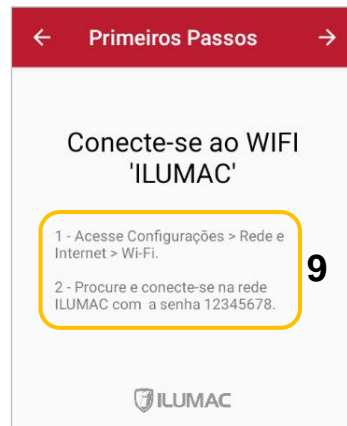 ← Primeiros Passos →
Conecte-se ao WIFI
'ILUMAC'
1 - Acesse Configurações > Rede e
Internet > Wi-Fi.
2 - Procure e conecte-se na rede
ILUMAC com a senha 12345678.
9
ILUMAC